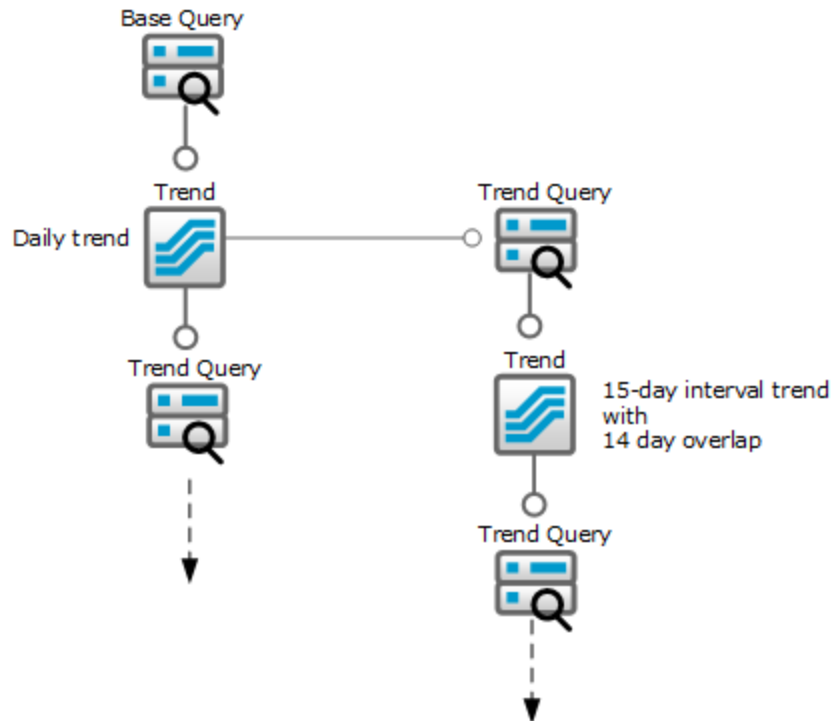 Base Query
Trend
Trend Query
Daily trend
Trend Query
Trend
15-day interval trend
with
14 day overlap
Trend Query